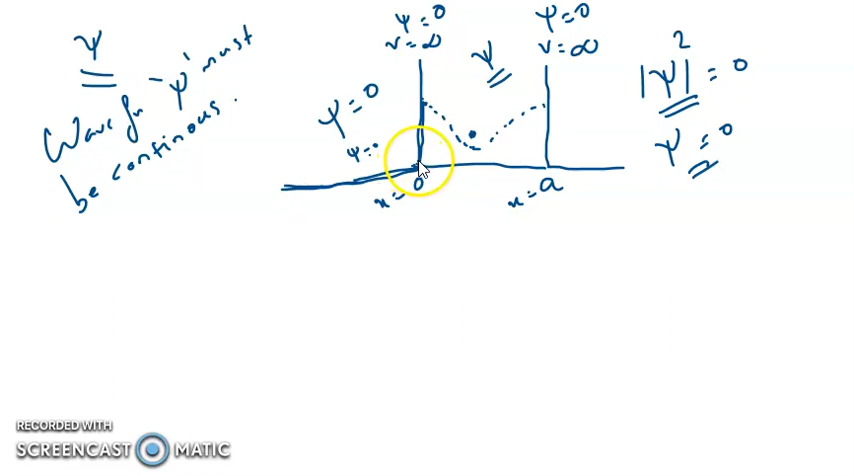 ψ
Wave fn - ψ' must
be continous.
ψ=0
v=∞
ψ=0
v=∞
ψ
ψ=0
ψ=0
x=0
x=a
|ψ|²=0
ψ=0
RECORDED WITH
SCREENCAST MATIC